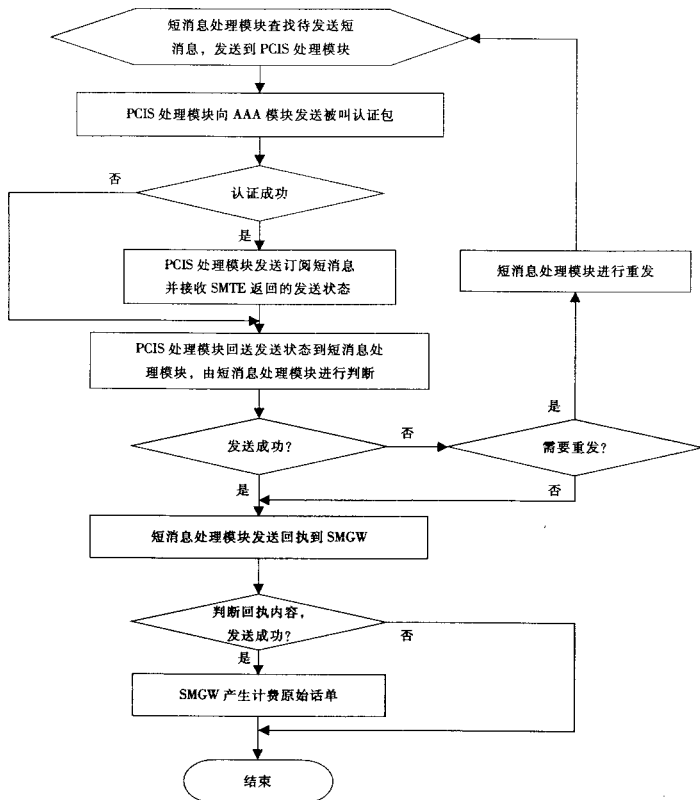 短消息处理模块查找待发送短
消息，发送到 PCIS 处理模块
PCIS 处理模块向 AAA 模块发送被叫认证包
否
认证成功
是
PCIS 处理模块发送订阅短消息
并接收 SMTE 返回的发送状态
短消息处理模块进行重发
PCIS 处理模块回送发送状态到短消息处
理模块，由短消息处理模块进行判断
是
发送成功？
否
需要重发？
是
否
短消息处理模块发送回执到 SMGW
判断回执内容，
发送成功？
否
是
SMGW 产生计费原始话单
结束